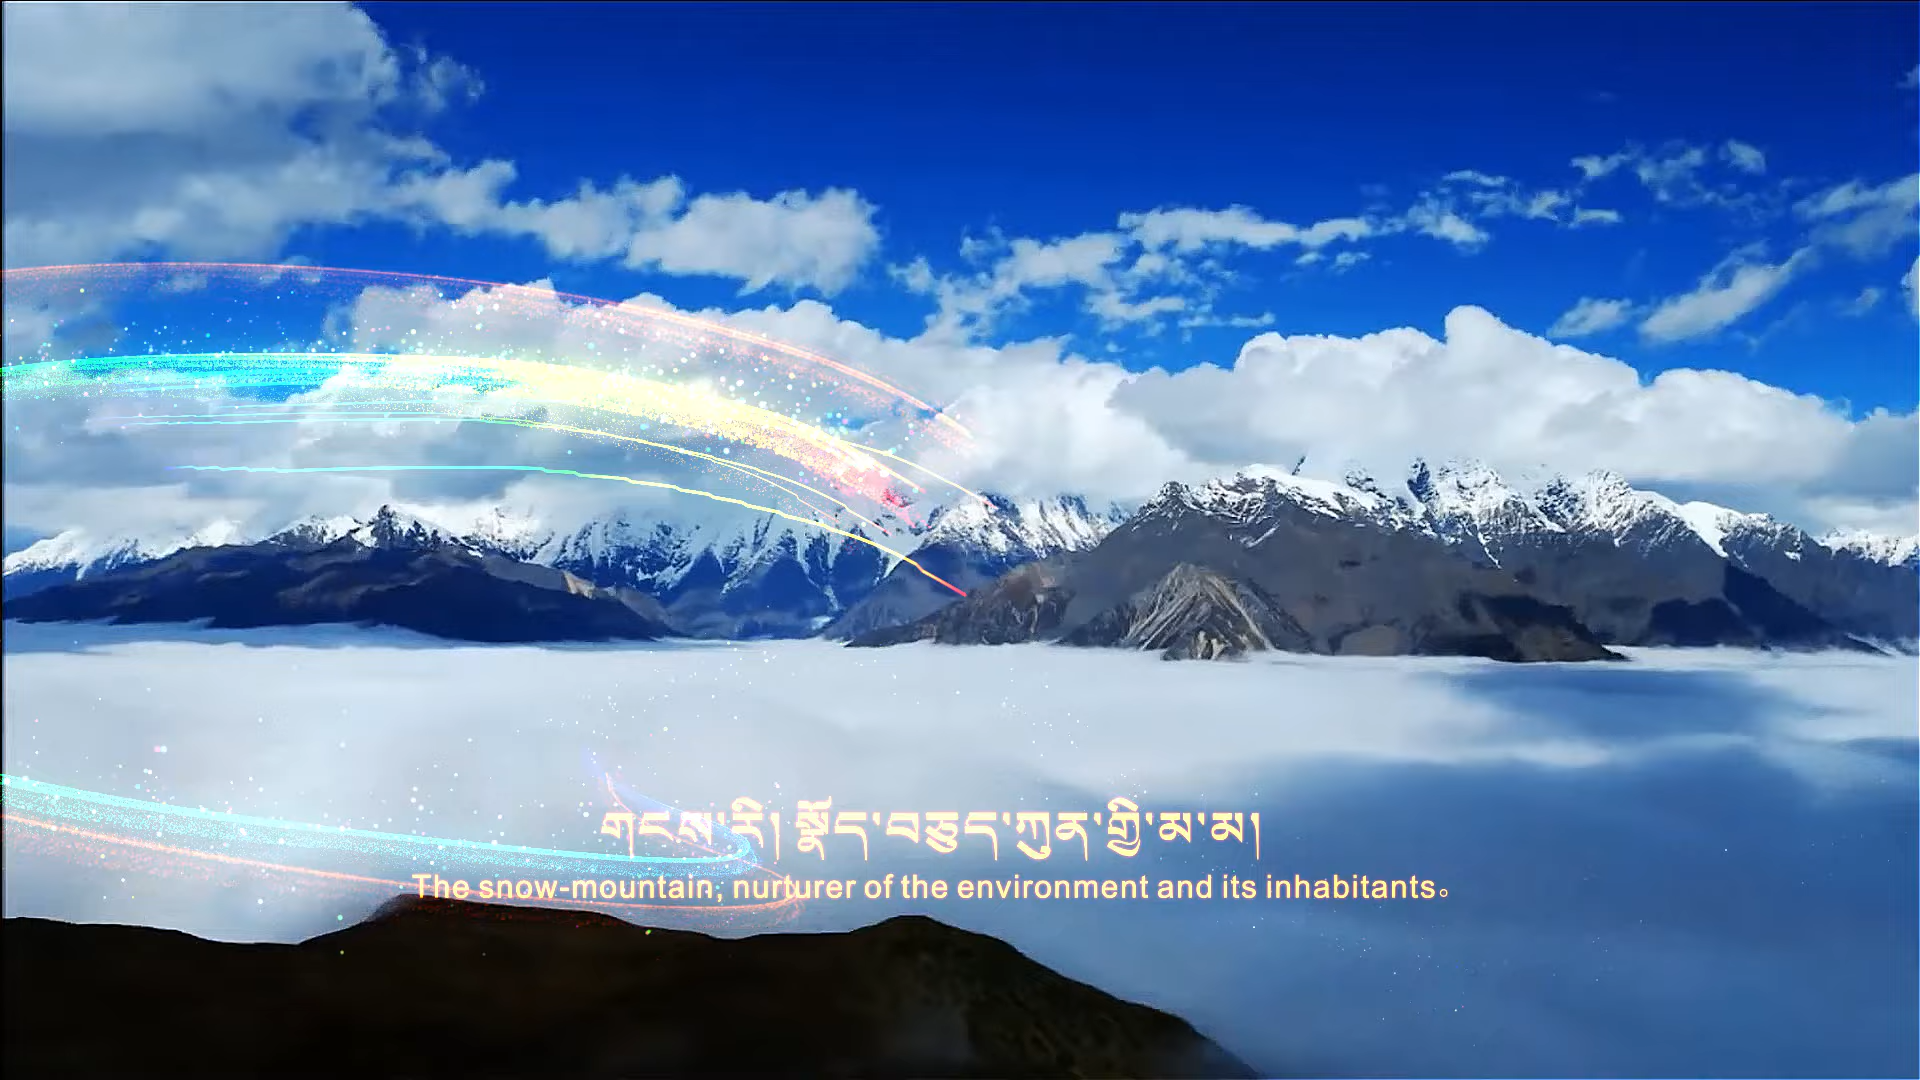 གངས་རི། སྣོད་བཅུད་ཀུན་གྱི་མ་མ།
The snow-mountain, nurturer of the environment and its inhabitants。